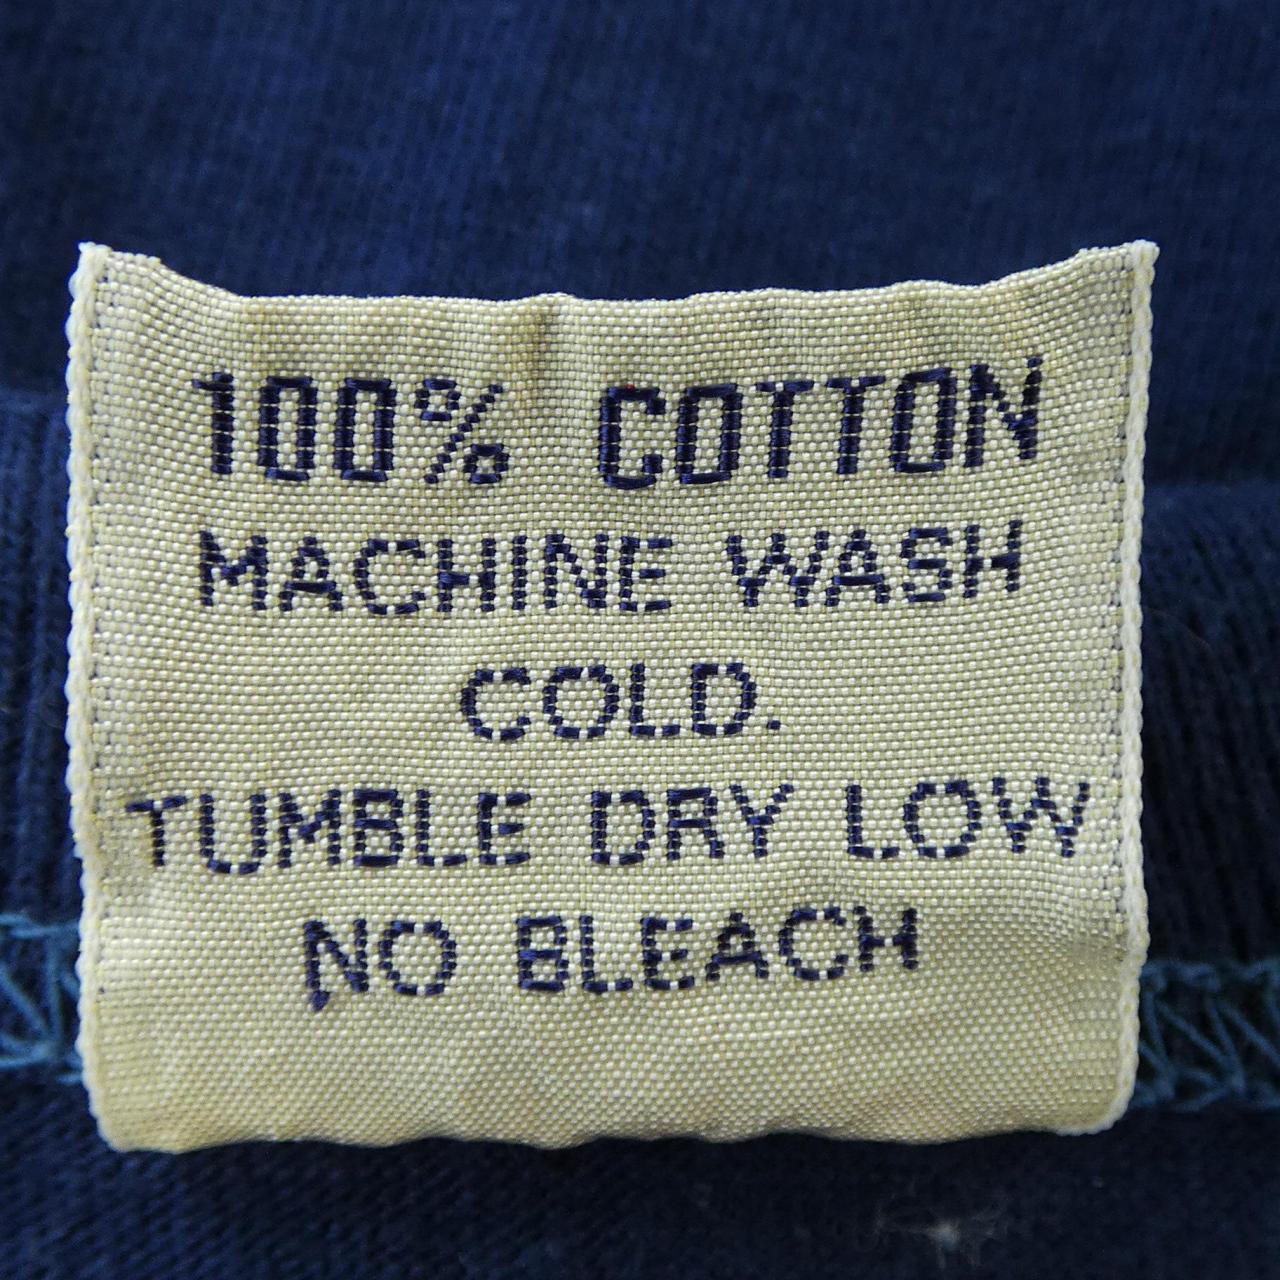 100% COTTON
MACHINE WASH
COLD.
TUMBLE DRY LOW
NO BLEACH